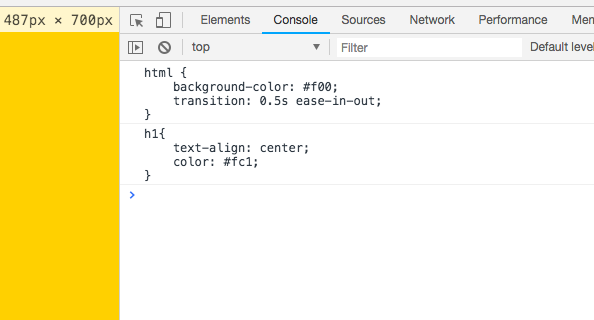 487px × 700px
Elements Console Sources Network Performance Mem
top Filter Default level
html {
    background-color: #f00;
    transition: 0.5s ease-in-out;
}
h1{
    text-align: center;
    color: #fc1;
}
>